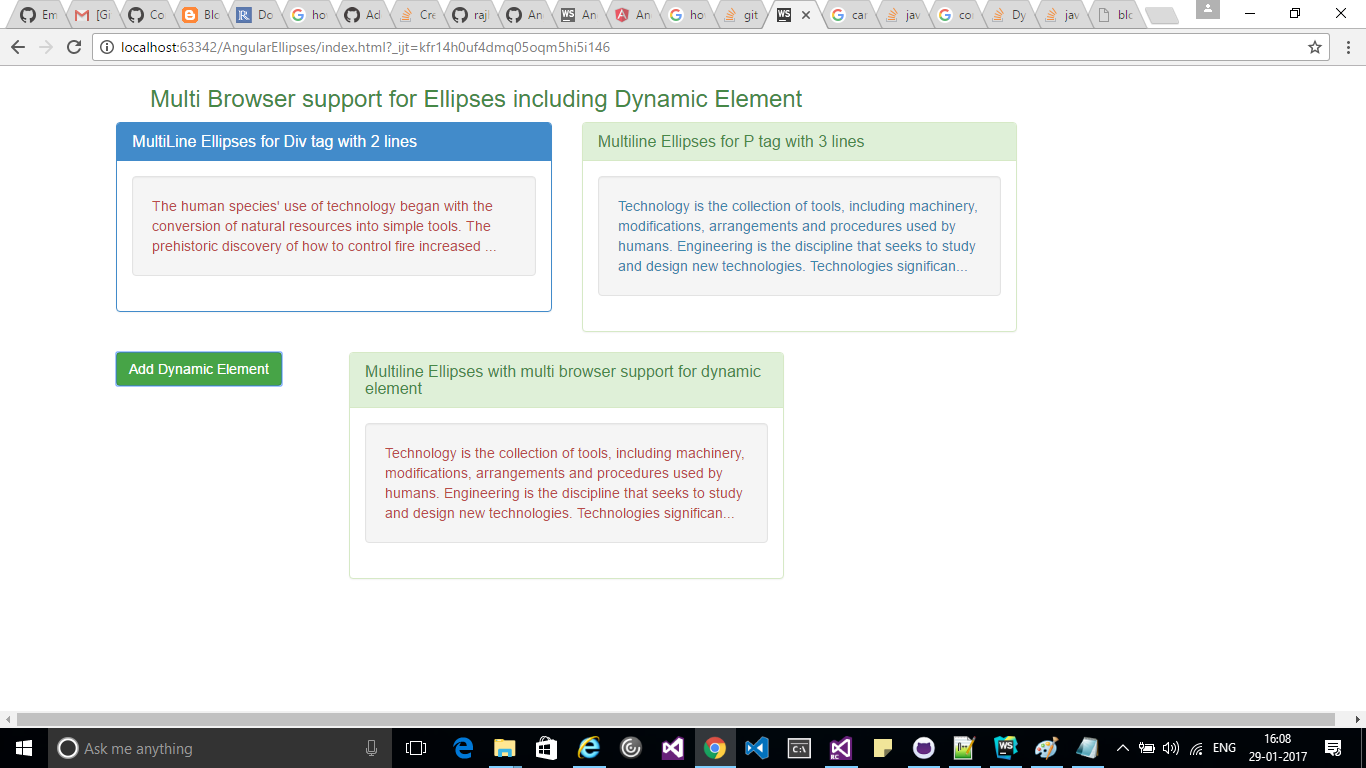 Em
[Gi
Co
Blc
Do
ho
Ad
Cre
rajl
An
An
An
ho
git
An
car
jav
cor
Dy
jav
blc
localhost:63342/AngularEllipses/index.html?_ijt=kfr14h0uf4dmq05oqm5hi5i146
Multi Browser support for Ellipses including Dynamic Element
MultiLine Ellipses for Div tag with 2 lines
The human species' use of technology began with the
conversion of natural resources into simple tools. The
prehistoric discovery of how to control fire increased ...
Multiline Ellipses for P tag with 3 lines
Technology is the collection of tools, including machinery,
modifications, arrangements and procedures used by
humans. Engineering is the discipline that seeks to study
and design new technologies. Technologies significan...
Add Dynamic Element
Multiline Ellipses with multi browser support for dynamic
element
Technology is the collection of tools, including machinery,
modifications, arrangements and procedures used by
humans. Engineering is the discipline that seeks to study
and design new technologies. Technologies significan...
Ask me anything
ENG
16:08
29-01-2017